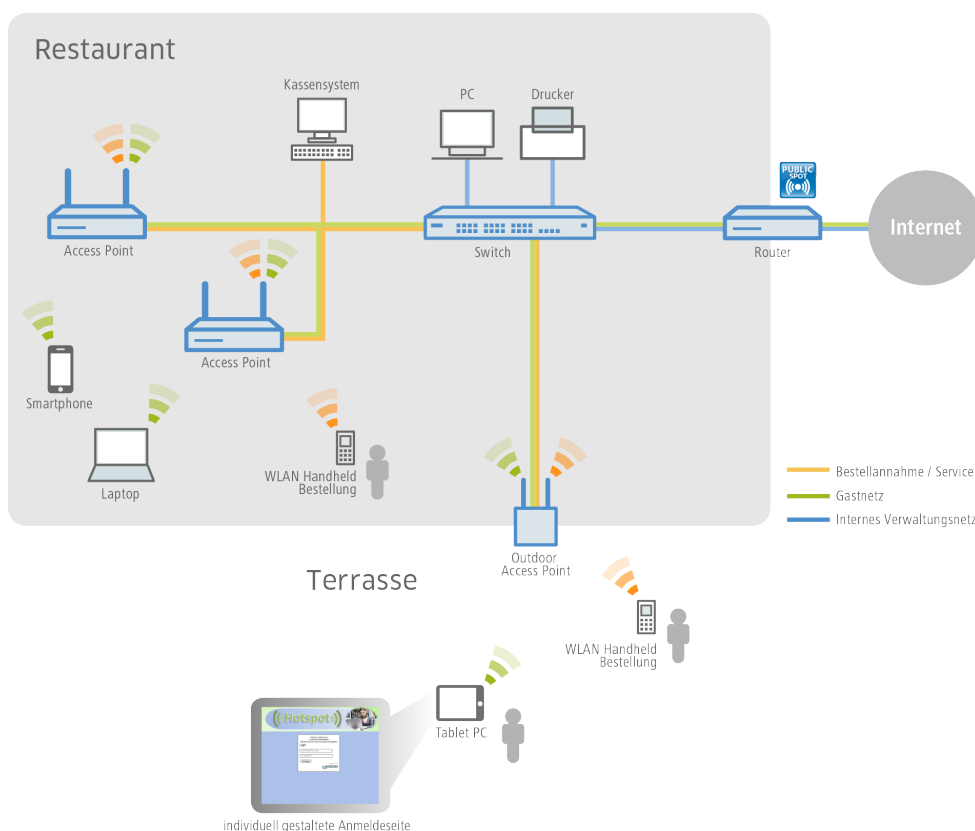 Restaurant
Kassensystem
PC
Drucker
PUBLIC
SPOT
Access Point
Switch
Router
Internet
Access Point
Smartphone
Laptop
WLAN Handheld
Bestellung
Bestellannahme / Service
Gastnetz
Internes Verwaltungsnetz
Outdoor
Access Point
Terrasse
WLAN Handheld
Bestellung
Tablet PC
Hotspot
individuell gestaltete Anmeldeseite